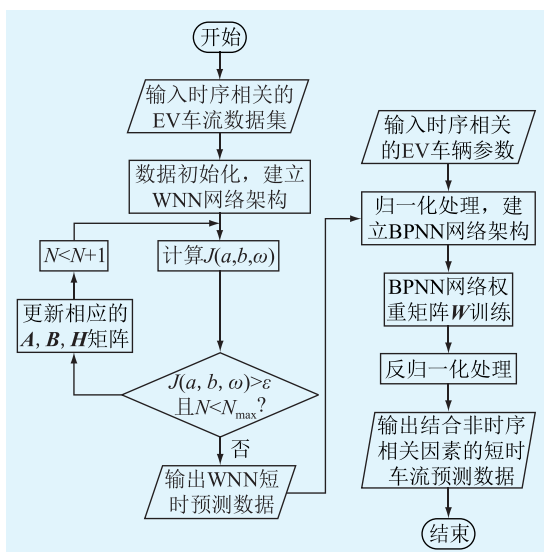 开始
输入时序相关的
EV车流数据集
数据初始化，建立
WNN网络架构
N<N+1
计算J(a,b,ω)
更新相应的
A, B, H矩阵
J(a, b, ω)>ε
且N<Nmax?
否
输出WNN短
时预测数据
输入时序相关
的EV车辆参数
归一化处理，建
立BPNN网络架构
BPNN网络权
重矩阵W训练
反归一化处理
输出结合非时序
相关因素的短时
车流预测数据
结束